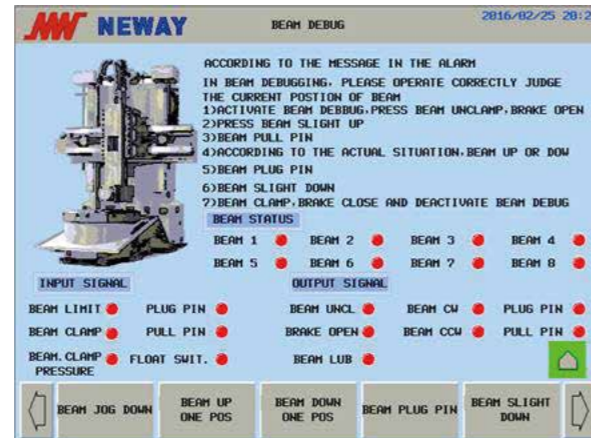 NEWAY
BEAM DEBUG
2016/02/25 20:2
ACCORDING TO THE MESSAGE IN THE ALARM
IN BEAM DEBUGGING, PLEASE OPERATE CORRECTLY JUDGE
THE CURRENT POSTION OF BEAM
1)ACTIVATE BEAM DEBBUG,PRESS BEAM UNCLAMP,BRAKE OPEN
2)PRESS BEAM SLIGHT UP
3)BEAM PULL PIN
4)ACCORDING TO THE ACTUAL SITUATION,BEAM UP OR DOW
5)BEAM PLUG PIN
6)BEAM SLIGHT DOWN
7)BEAM CLAMP,BRAKE CLOSE AND DEACTIVATE BEAM DEBUG
BEAM STATUS
BEAM 1 BEAM 2 BEAM 3 BEAM 4
BEAM 5 BEAM 6 BEAM 7 BEAM 8
INPUT SIGNAL OUTPUT SIGNAL
BEAM LIMIT PLUG PIN BEAM UNCL BEAM CW PLUG PIN
BEAM CLAMP PULL PIN BRAKE OPEN BEAM CCW PULL PIN
BEAM.CLAMP FLOAT SWIT. BEAM LUB
PRESSURE
BEAM JOG DOWN BEAM UP BEAM DOWN BEAM PLUG PIN BEAM SLIGHT
ONE POS ONE POS DOWN